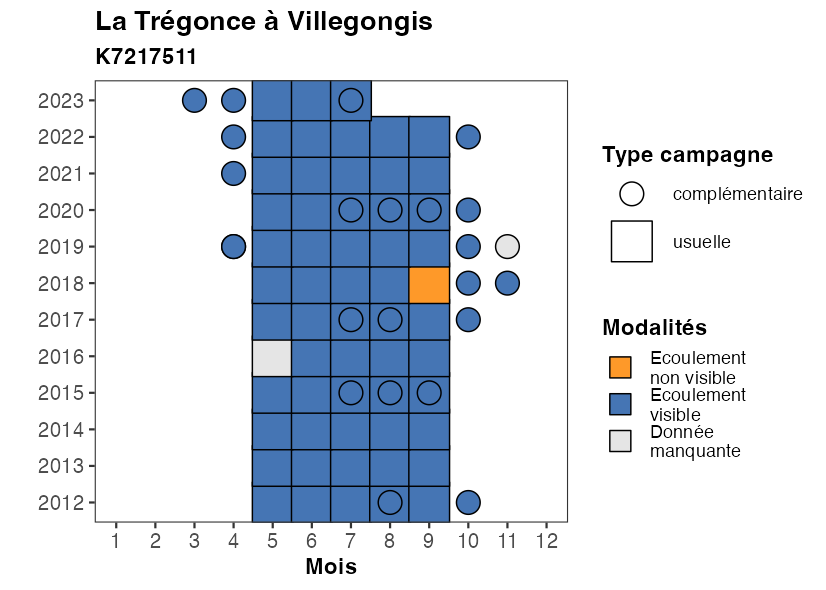 La Trégonce à Villegongis
K7217511
2023
2022
2021
2020
2019
2018
2017
2016
2015
2014
2013
2012
1 2 3 4 5 6 7 8 9 10 11 12
Mois
Type campagne
complémentaire
usuelle
Modalités
Ecoulement
non visible
Ecoulement
visible
Donnée
manquante